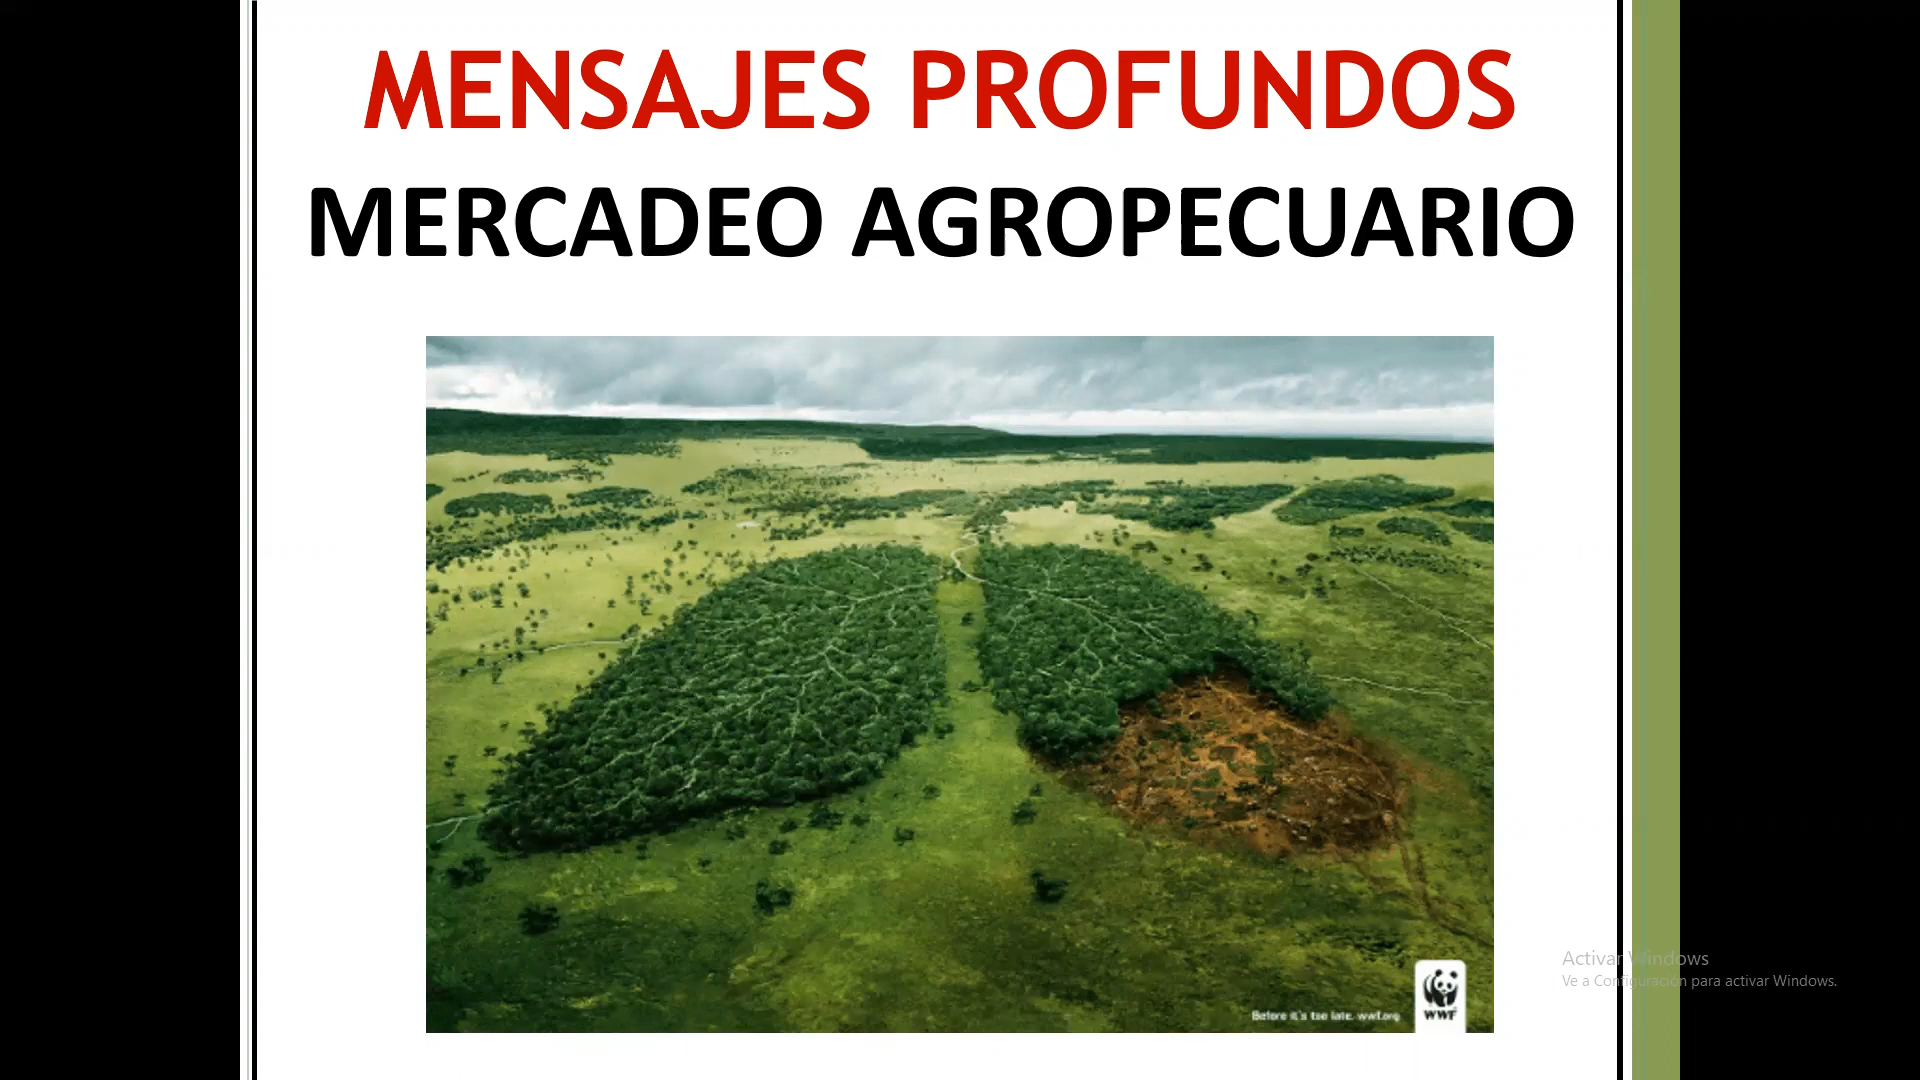 MENSAJES PROFUNDOS
MERCADEO AGROPECUARIO
Activar Windows
Ve a Configuración para activar Windows.
Before it's too late. wwf.org
WWF